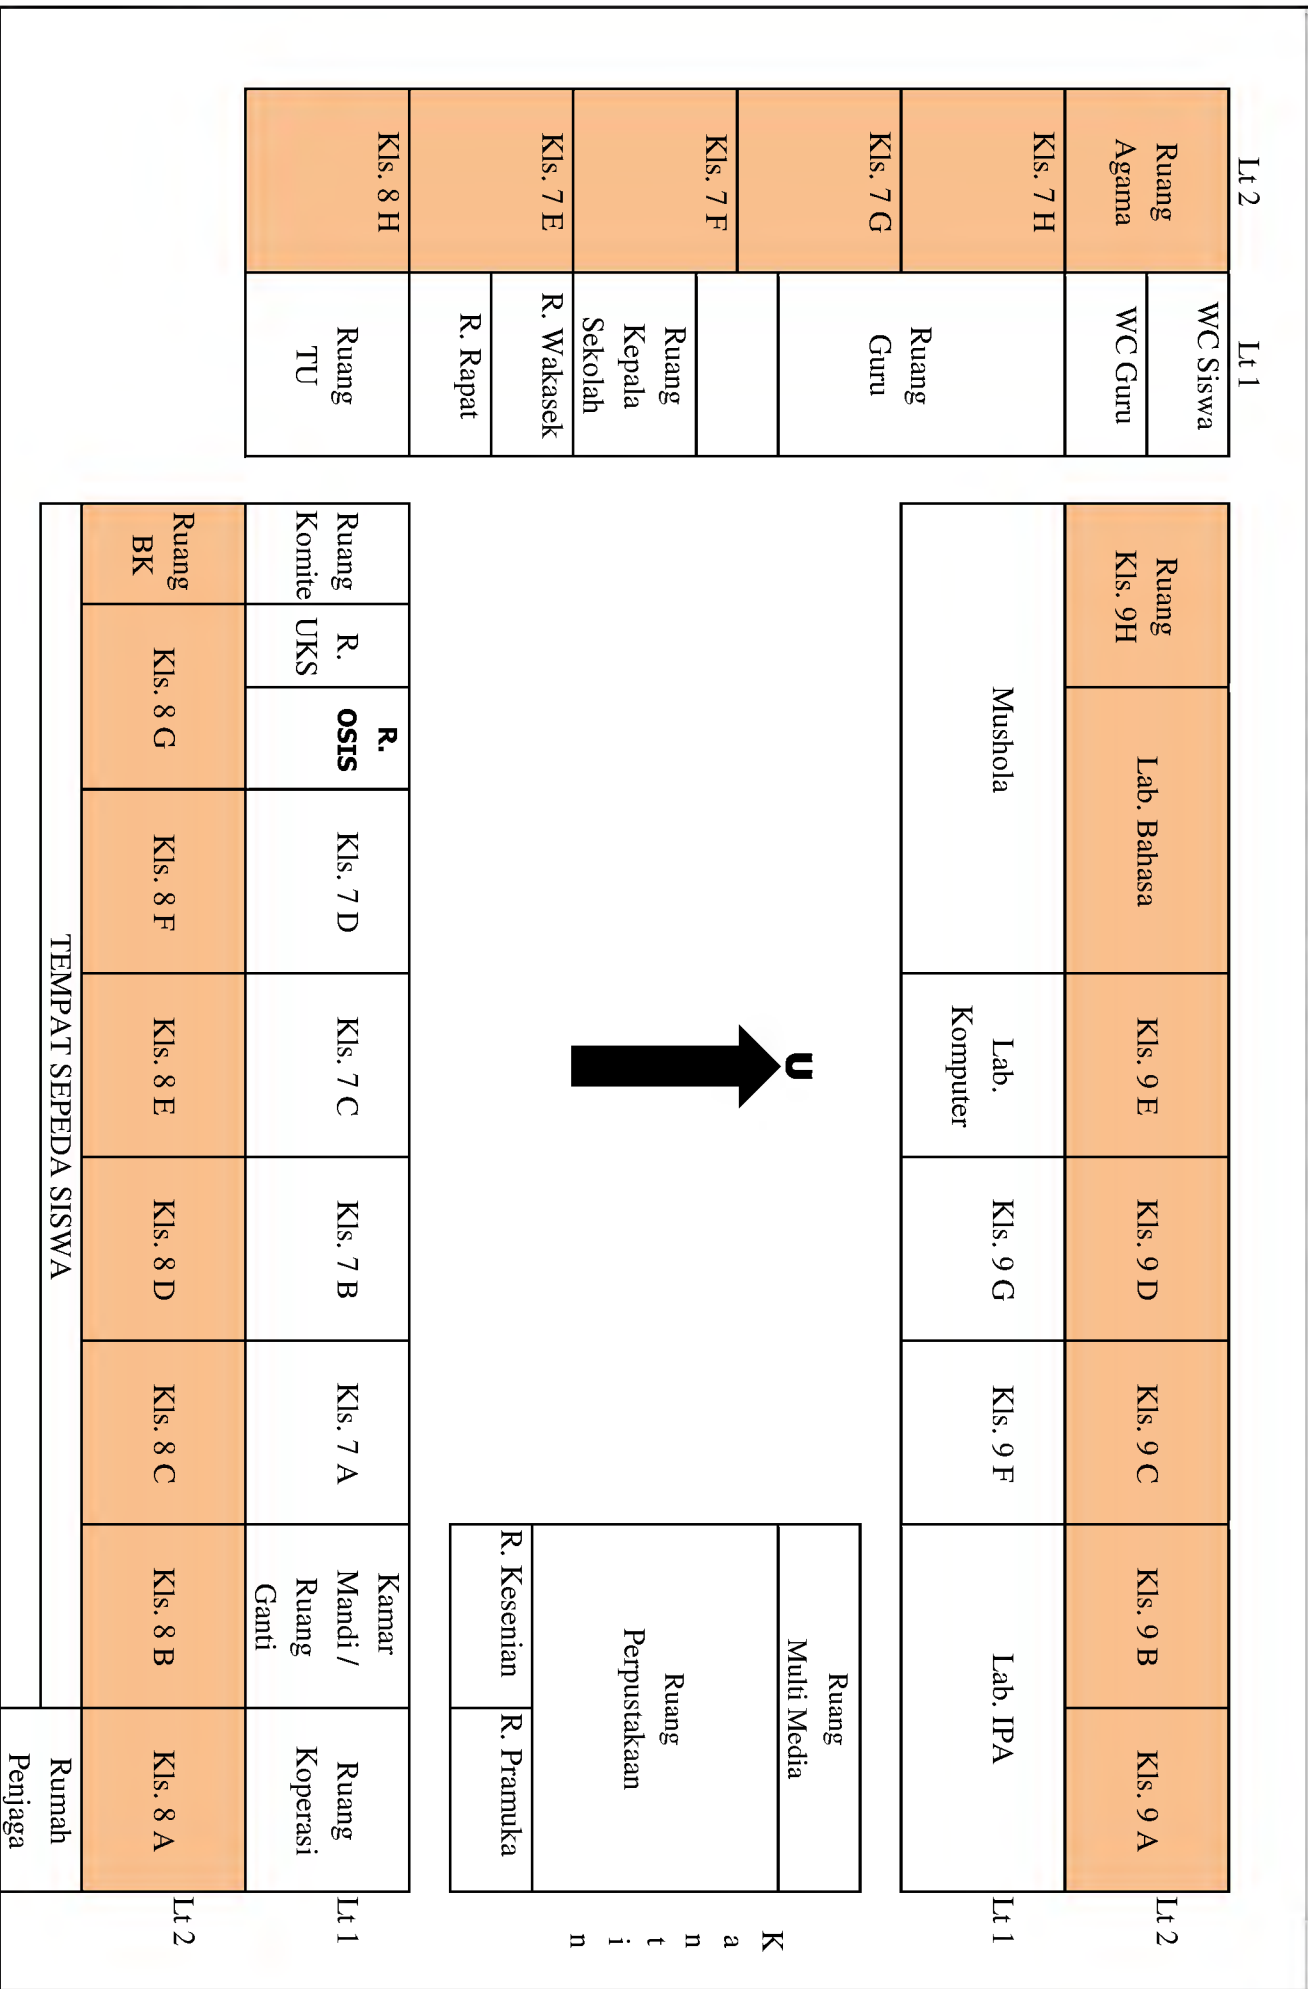 Lt 2
Lt 1
Ruang
Agama
WC Siswa
WC Guru
Ruang
Kls. 9H
Lab. Bahasa
Kls. 9 E
Kls. 9 D
Kls. 9 C
Kls. 9 B
Kls. 9 A
Lt 2
Kls. 7 H
Mushola
Lab.
Komputer
Kls. 9 G
Kls. 9 F
Lab. IPA
Lt 1
Kls. 7 G
Ruang
Guru
U
Ruang
Multi Media
Kls. 7 F
Ruang
Kepala
Sekolah
Ruang
Perpustakaan
K
a
n
t
i
n
Kls. 7 E
R. Wakasek
R. Rapat
R. Kesenian
R. Pramuka
Kls. 8 H
Ruang
TU
Ruang
Komite
R.
UKS
R.
OSIS
Kls. 7 D
Kls. 7 C
Kls. 7 B
Kls. 7 A
Kamar
Mandi /
Ruang
Ganti
Ruang
Koperasi
Lt 1
Ruang
BK
Kls. 8 G
Kls. 8 F
Kls. 8 E
Kls. 8 D
Kls. 8 C
Kls. 8 B
Kls. 8 A
Lt 2
TEMPAT SEPEDA SISWA
Rumah
Penjaga